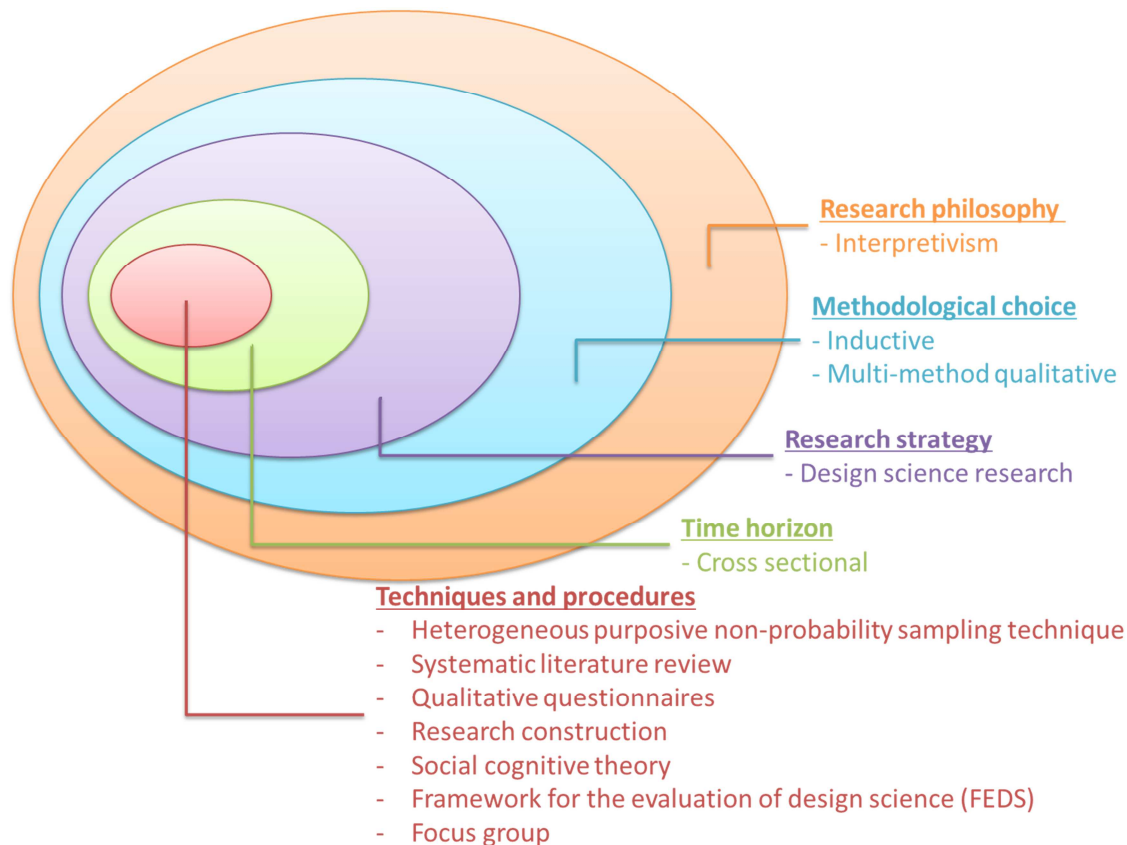 Research philosophy
- Interpretivism
Methodological choice
- Inductive
- Multi-method qualitative
Research strategy
- Design science research
Time horizon
- Cross sectional
Techniques and procedures
- Heterogeneous purposive non-probability sampling technique
- Systematic literature review
- Qualitative questionnaires
- Research construction
- Social cognitive theory
- Framework for the evaluation of design science (FEDS)
- Focus group